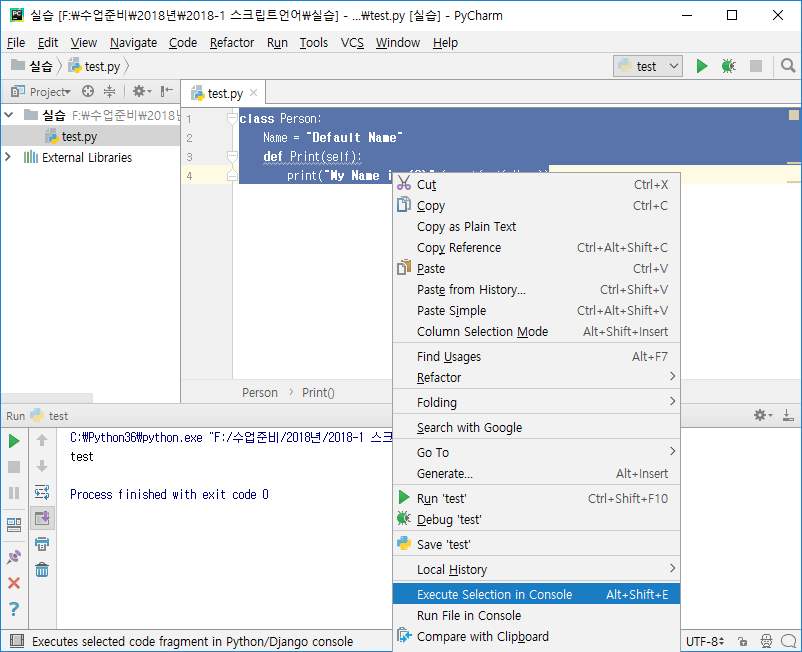 실습 [F:₩수업준비₩2018년₩2018-1 스크립트언어₩실습] - ...₩test.py [실습] - PyCharm
File Edit View Navigate Code Refactor Run Tools VCS Window Help
실습 test.py test
Project test.py
실습 F:₩수업준비₩2018년
test.py
External Libraries
1 class Person:
2 Name = "Default Name"
3 def Print(self):
4 print("My Name is
Cut Ctrl+X
Copy Ctrl+C
Copy as Plain Text
Copy Reference Ctrl+Alt+Shift+C
Paste Ctrl+V
Paste from History... Ctrl+Shift+V
Paste Simple Ctrl+Alt+Shift+V
Column Selection Mode Alt+Shift+Insert
Find Usages Alt+F7
Refactor
Folding
Search with Google
Go To
Generate... Alt+Insert
Run 'test' Ctrl+Shift+F10
Debug 'test'
Save 'test'
Local History
Execute Selection in Console Alt+Shift+E
Run File in Console
Compare with Clipboard
Person Print()
Run test
C:₩Python36₩python.exe "F:/수업준비/2018년/2018-1 스크
test
Process finished with exit code 0
Executes selected code fragment in Python/Django console UTF-8